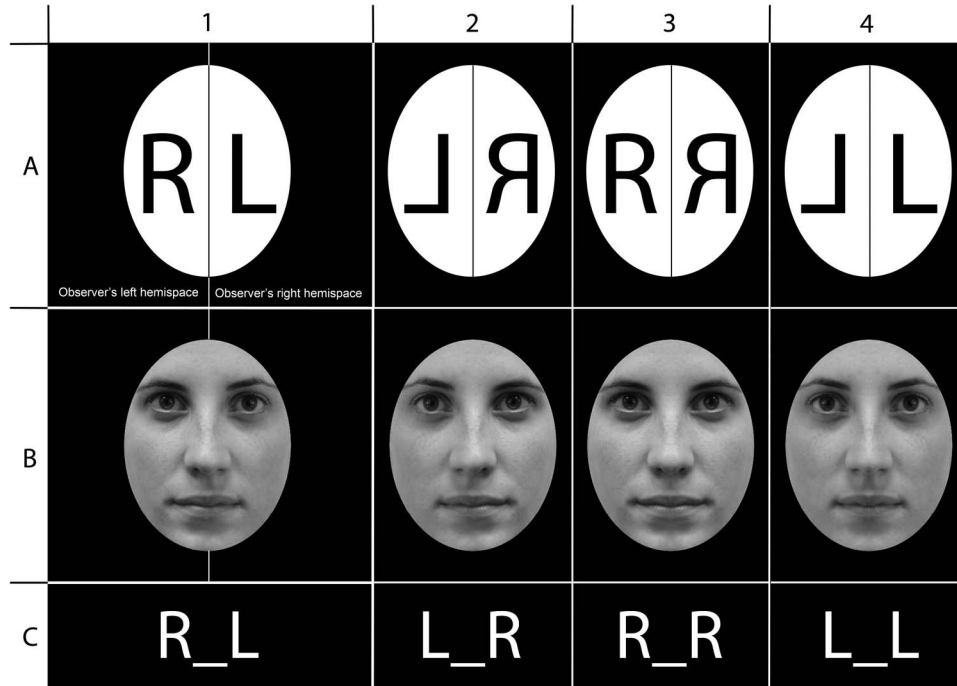 1 2 3 4
A R L ⅃ Я R Я ⅃ L
Observer's left hemispace Observer's right hemispace
B
C R_L L_R R_R L_L